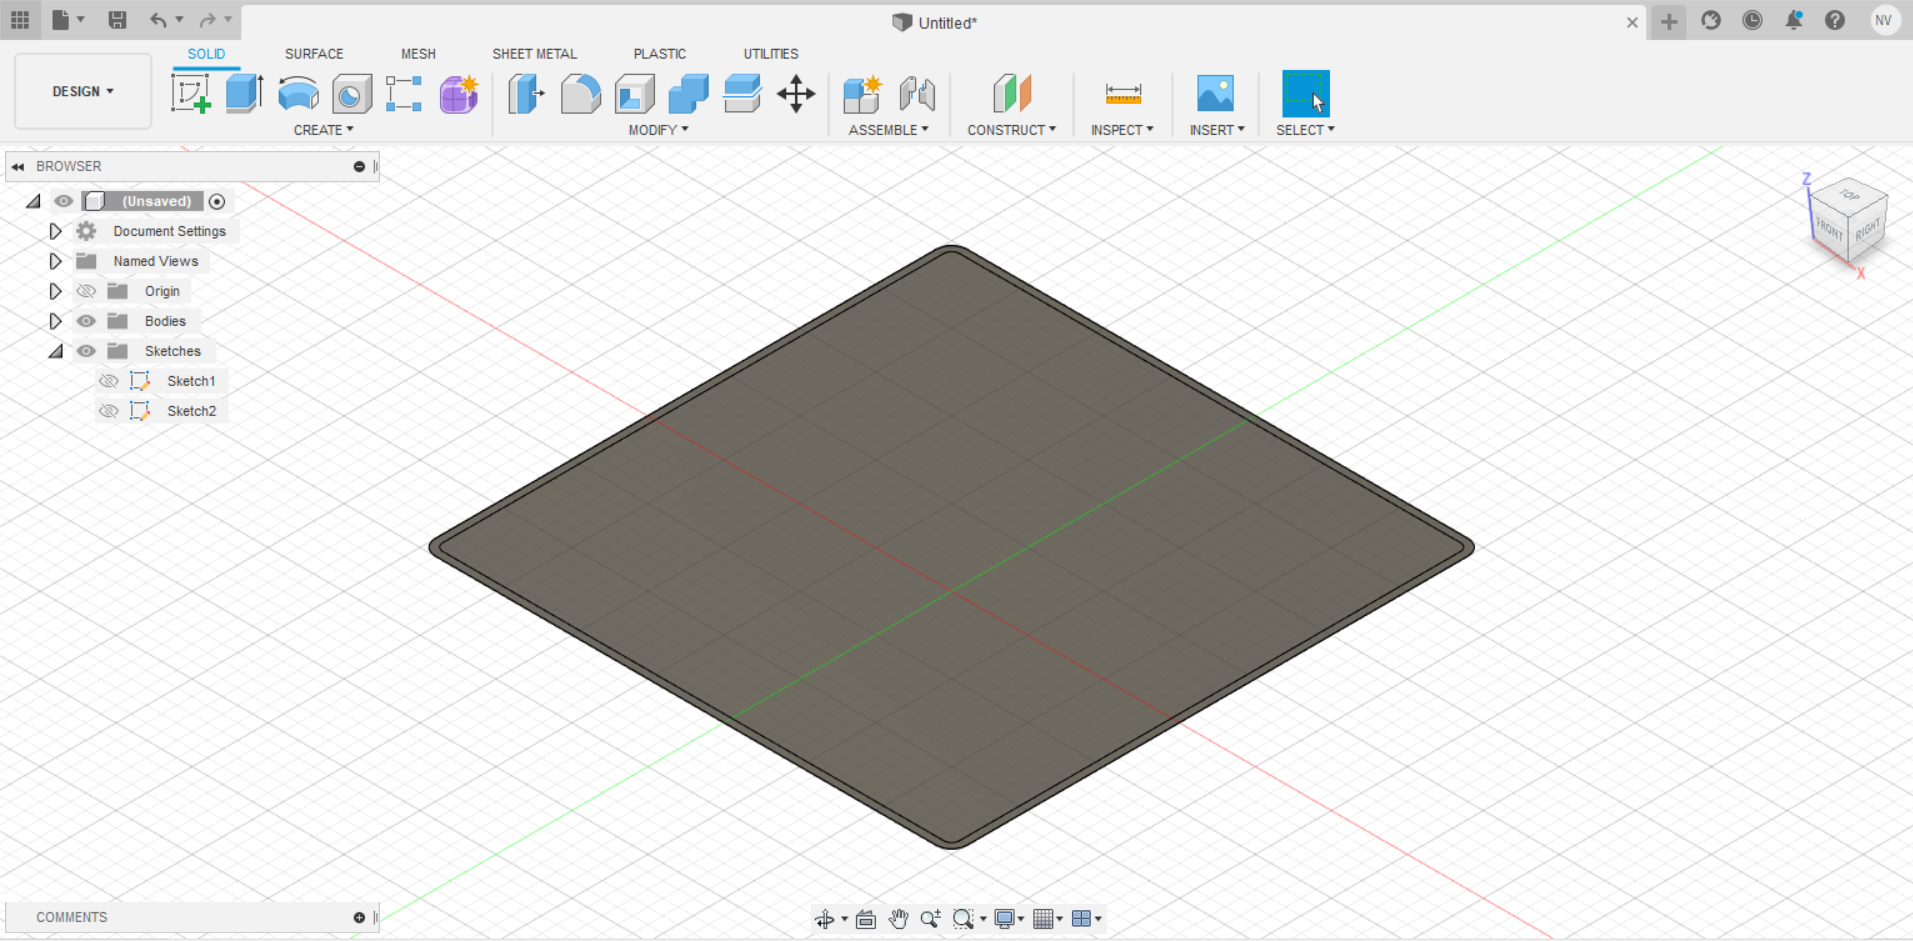 Untitled*
NV
DESIGN
SOLID SURFACE MESH SHEET METAL PLASTIC UTILITIES
CREATE MODIFY ASSEMBLE CONSTRUCT INSPECT INSERT SELECT
BROWSER
(Unsaved)
Document Settings
Named Views
Origin
Bodies
Sketches
Sketch1
Sketch2
Z
TOP
FRONT RIGHT
X
COMMENTS